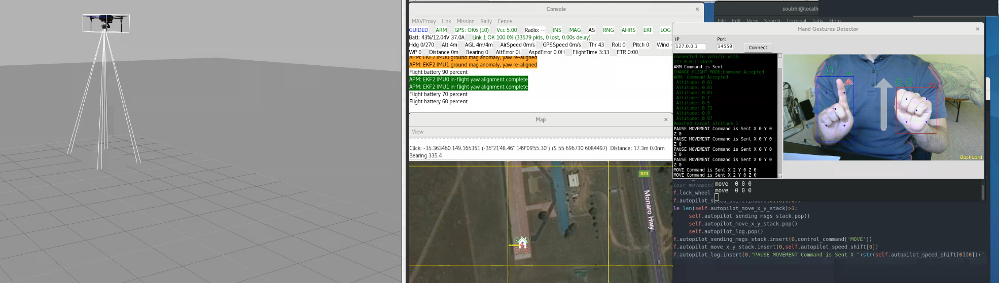 Console
MAVProxy Link Mission Rally Fence
GUIDED ARM GPS: OK6 (10) Vcc 5.00 Radio: -- INS MAG AS RNG AHRS EKF LOG
Batt: 43%/12.04V 37.0A Link 1 OK 100.0% (33579 pkts, 0 lost, 0.00s delay)
Hdg 0/270 Alt 4m AGL 4m/4m AirSpeed 0m/s GPSSpeed 0m/s Thr 43 Roll 0 Pitch 0 Wind -
WP 0 Distance 0m Bearing 0 AltError 0L AspdError 0.0H FlightTime 3:33 ETR 0:00
APM: EKF2 IMU0 ground mag anomaly, yaw re-aligned
APM: EKF2 IMU1 ground mag anomaly, yaw re-aligned
Flight battery 90 percent
APM: EKF2 IMU0 in-flight yaw alignment complete
APM: EKF2 IMU1 in-flight yaw alignment complete
Flight battery 70 percent
Flight battery 60 percent
Map
View
Click: -35.363460 149.165361 (-35°21'48.46" 149°09'55.30") (S 55 696730 6084497) Distance: 17.3m 0.0nm
Bearing 335.4
B23
Monaro Hwy
soubhi@localh
File Edit View Search Terminal Tabs Help
Hand Gestures Detector
IP Port
127.0.0.1 14559 Connect
connected to vehicle with
127.0.0.1:14559
ARM Command is Sent
CHANGE_FLIGHT_MODE:Command Accepted
ARM: Command Accepted
Altitude: 0.01
Altitude: 0.01
Altitude: 0.01
Altitude: 0.1
Altitude: 0.5
Altitude: 0.72
Altitude: 0.9
Altitude: 0.97
Reached target altitude 1
PAUSE MOVEMENT Command is Sent X 0 Y 0
Z 0
PAUSE MOVEMENT Command is Sent X 0 Y 0
Z 0
PAUSE MOVEMENT Command is Sent X 0 Y 0
Z 0
PAUSE MOVEMENT Command is Sent X 0 Y 0
Z 0
MOVE Command is Sent X 2 Y 0 Z 0
MOVE Command is Sent X 2 Y 0 Z 0
6.0
Backward
move 0 0 0
move 0 0 0
lear movement
f.lock_wheel
le len(self.autopilot_move_x_y_stack)>3:
self.autopilot_sending_msgs_stack.pop()
self.autopilot_move_x_y_stack.pop()
self.autopilot_log.pop()
f.autopilot_sending_msgs_stack.insert(0,control_command['MOVE'])
f.autopilot_move_x_y_stack.insert(0,self.autopilot_speed_shift[0])
f.autopilot_log.insert(0,"PAUSE MOVEMENT Command is Sent X "+str(self.autopilot_speed_shift[0][0])+"